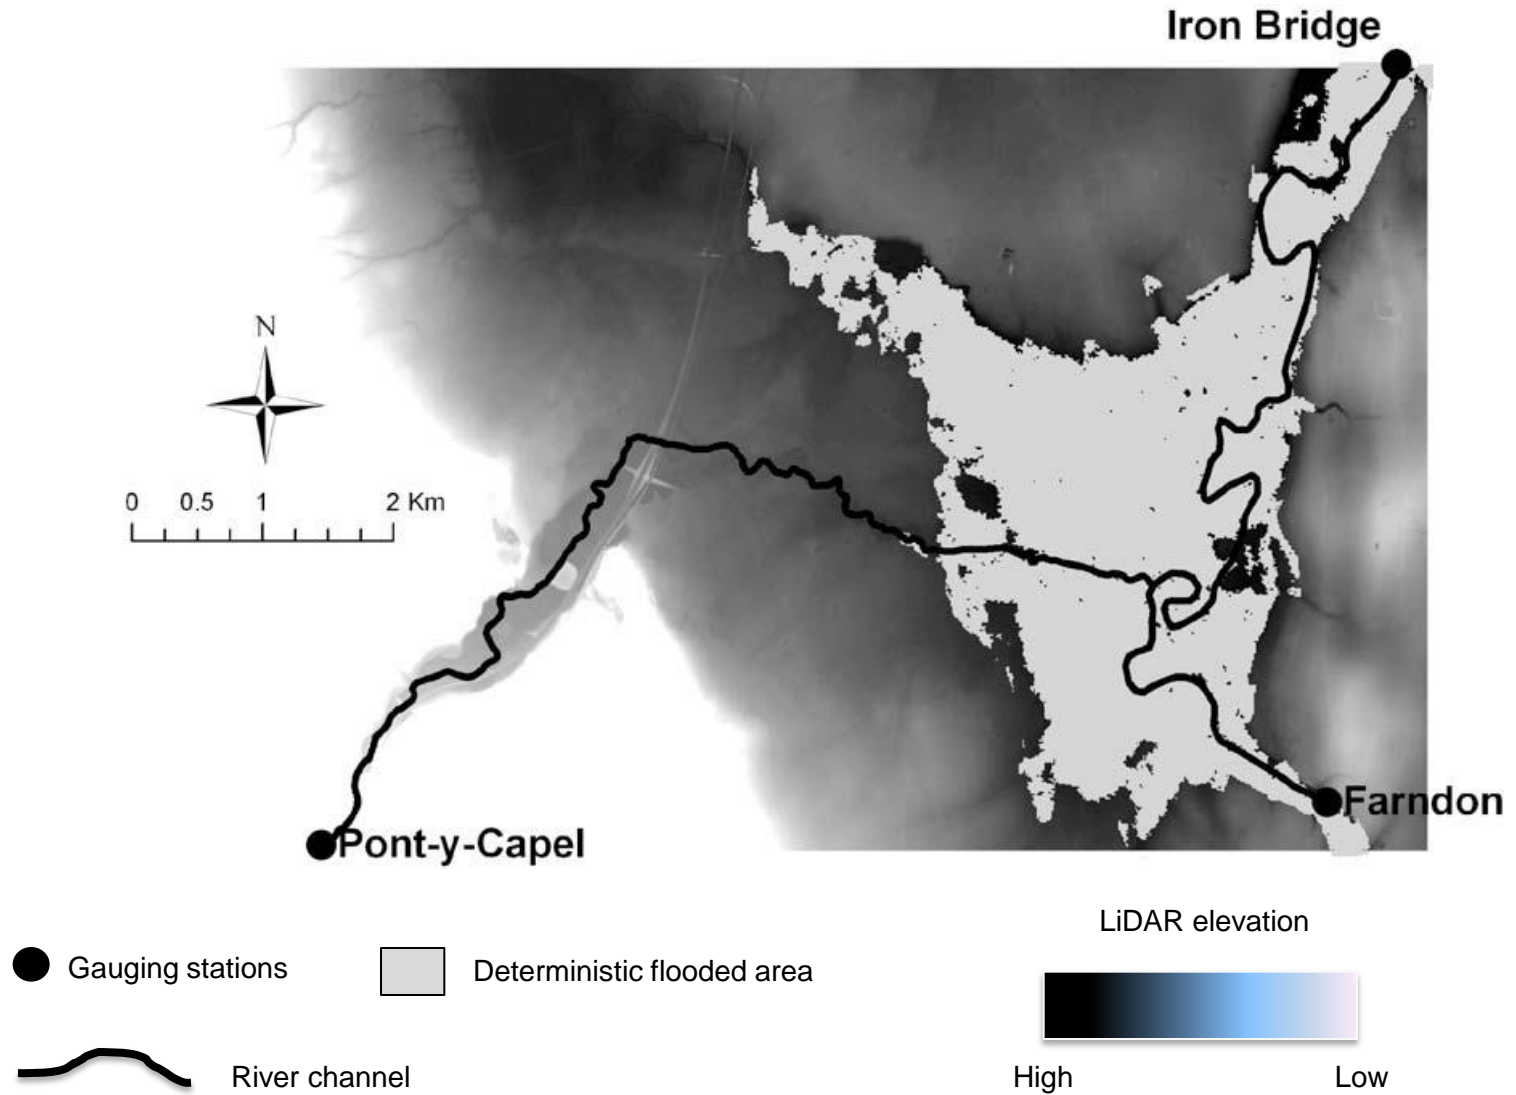 Iron Bridge
N
0 0.5 1 2 Km
Farndon
Pont-y-Capel
LiDAR elevation
Gauging stations
Deterministic flooded area
River channel
High
Low